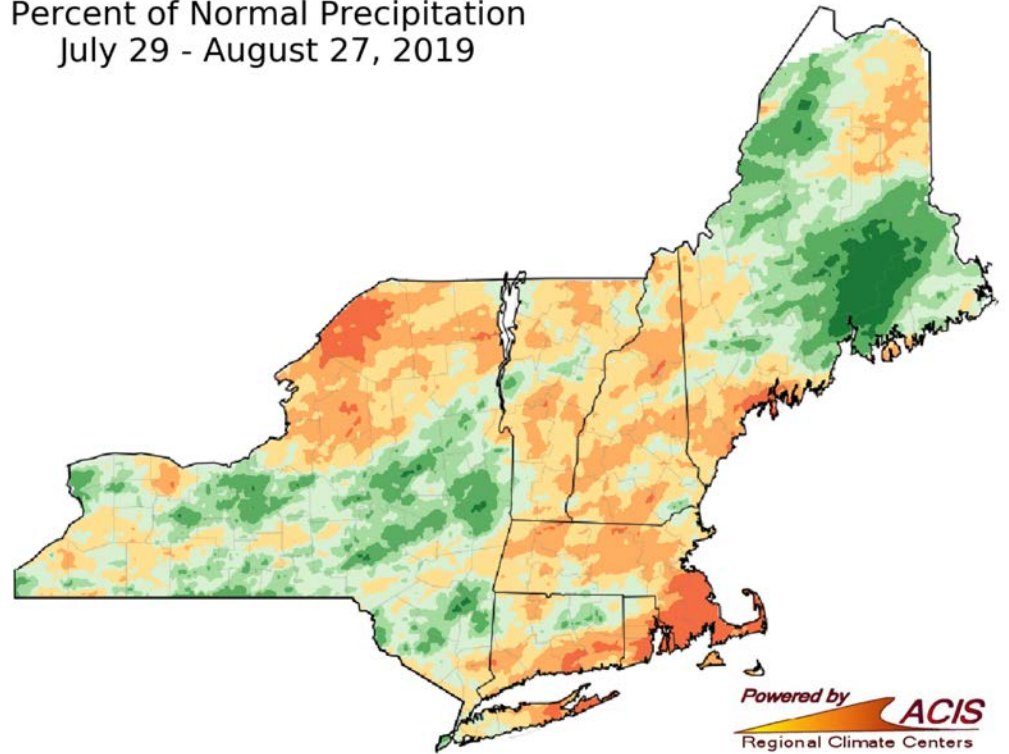 Percent of Normal Precipitation
July 29 - August 27, 2019
Powered by
ACIS
Regional Climate Centers